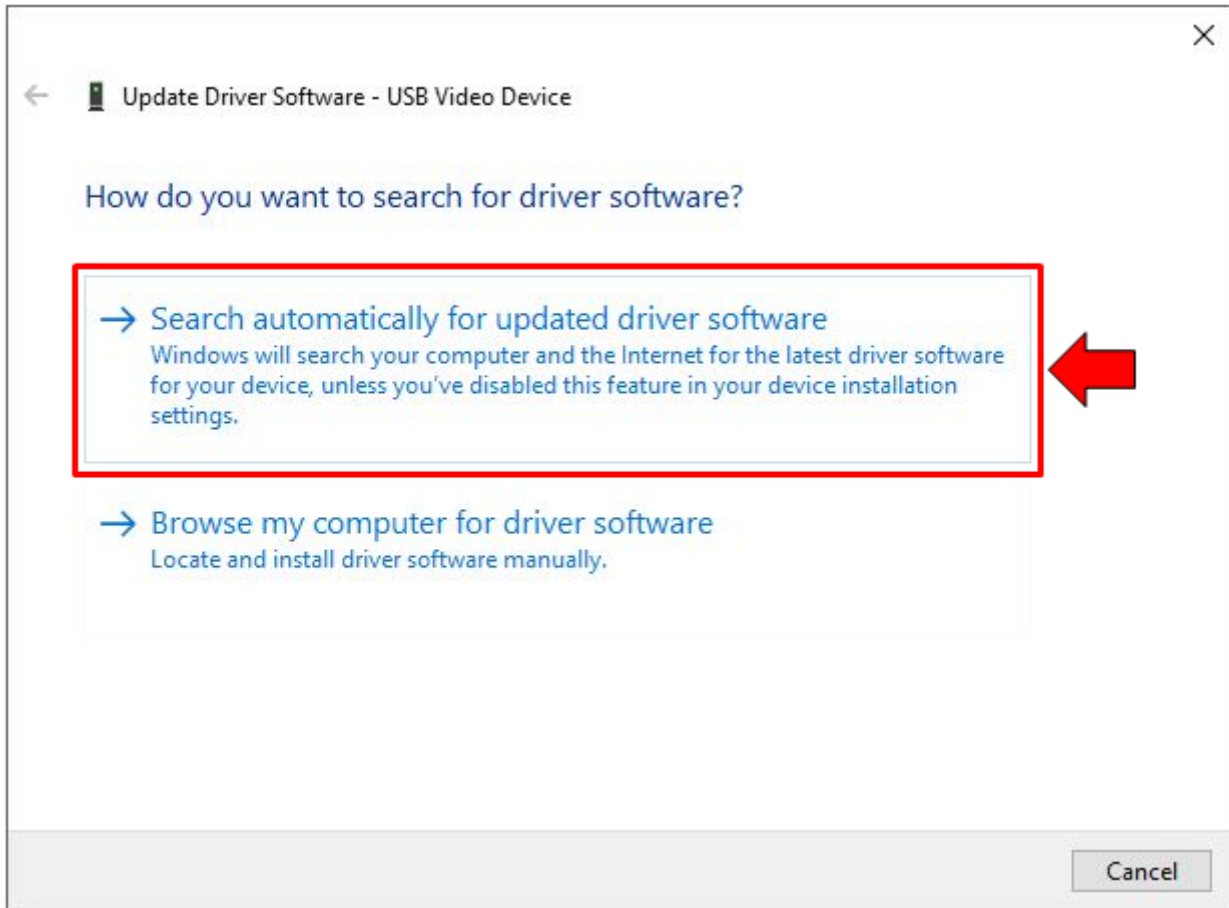 Update Driver Software - USB Video Device
How do you want to search for driver software?
Search automatically for updated driver software
Windows will search your computer and the Internet for the latest driver software
for your device, unless you've disabled this feature in your device installation
settings.
Browse my computer for driver software
Locate and install driver software manually.
Cancel